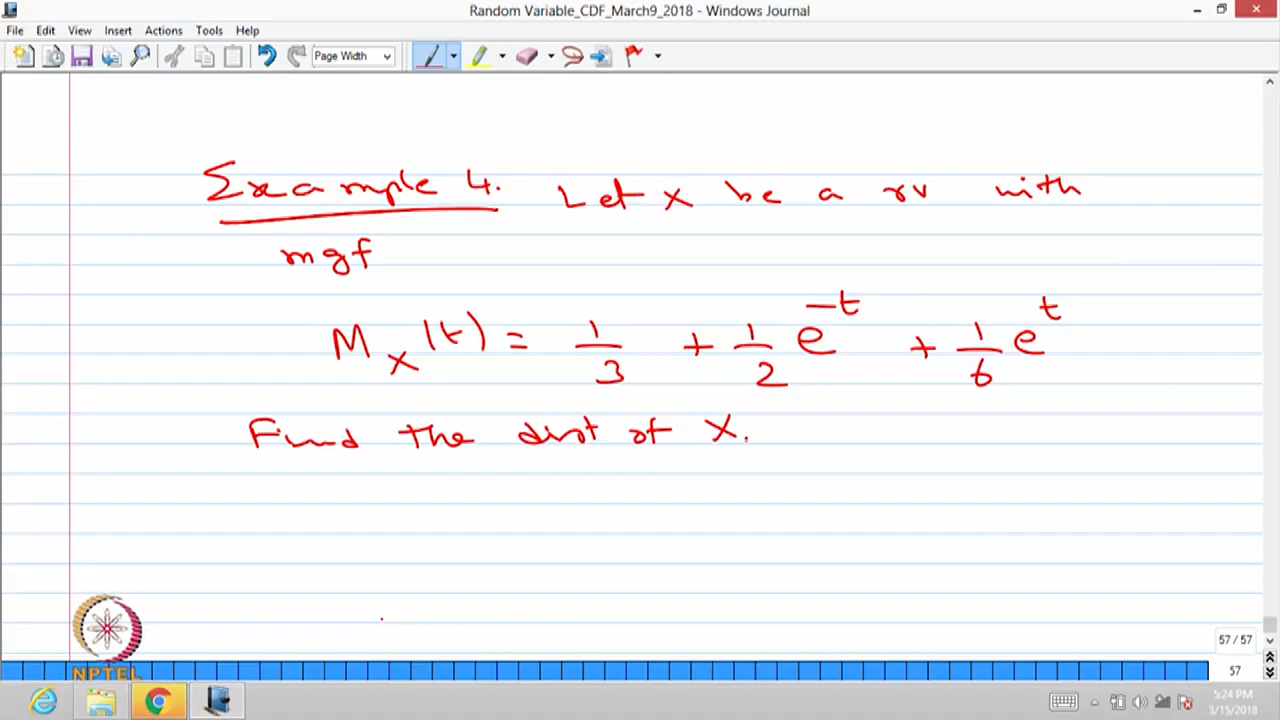 Random Variable_CDF_March9_2018 - Windows Journal
File Edit View Insert Actions Tools Help
Page Width
Example 4. Let X be a rv with
mgf
M_X(t) = 1/3 + 1/2 e^{-t} + 1/6 e^{t}
Find the dist of X.
57 / 57
NPTEL
57
5:24 PM
3/15/2018